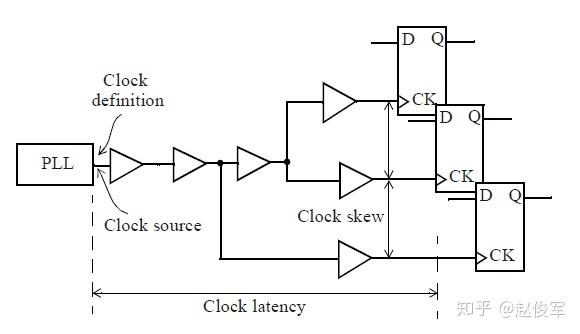 D Q
Clock
definition
CK
D Q
PLL
CK
D Q
Clock source
Clock skew
CK
Clock latency
知乎 @赵俊军